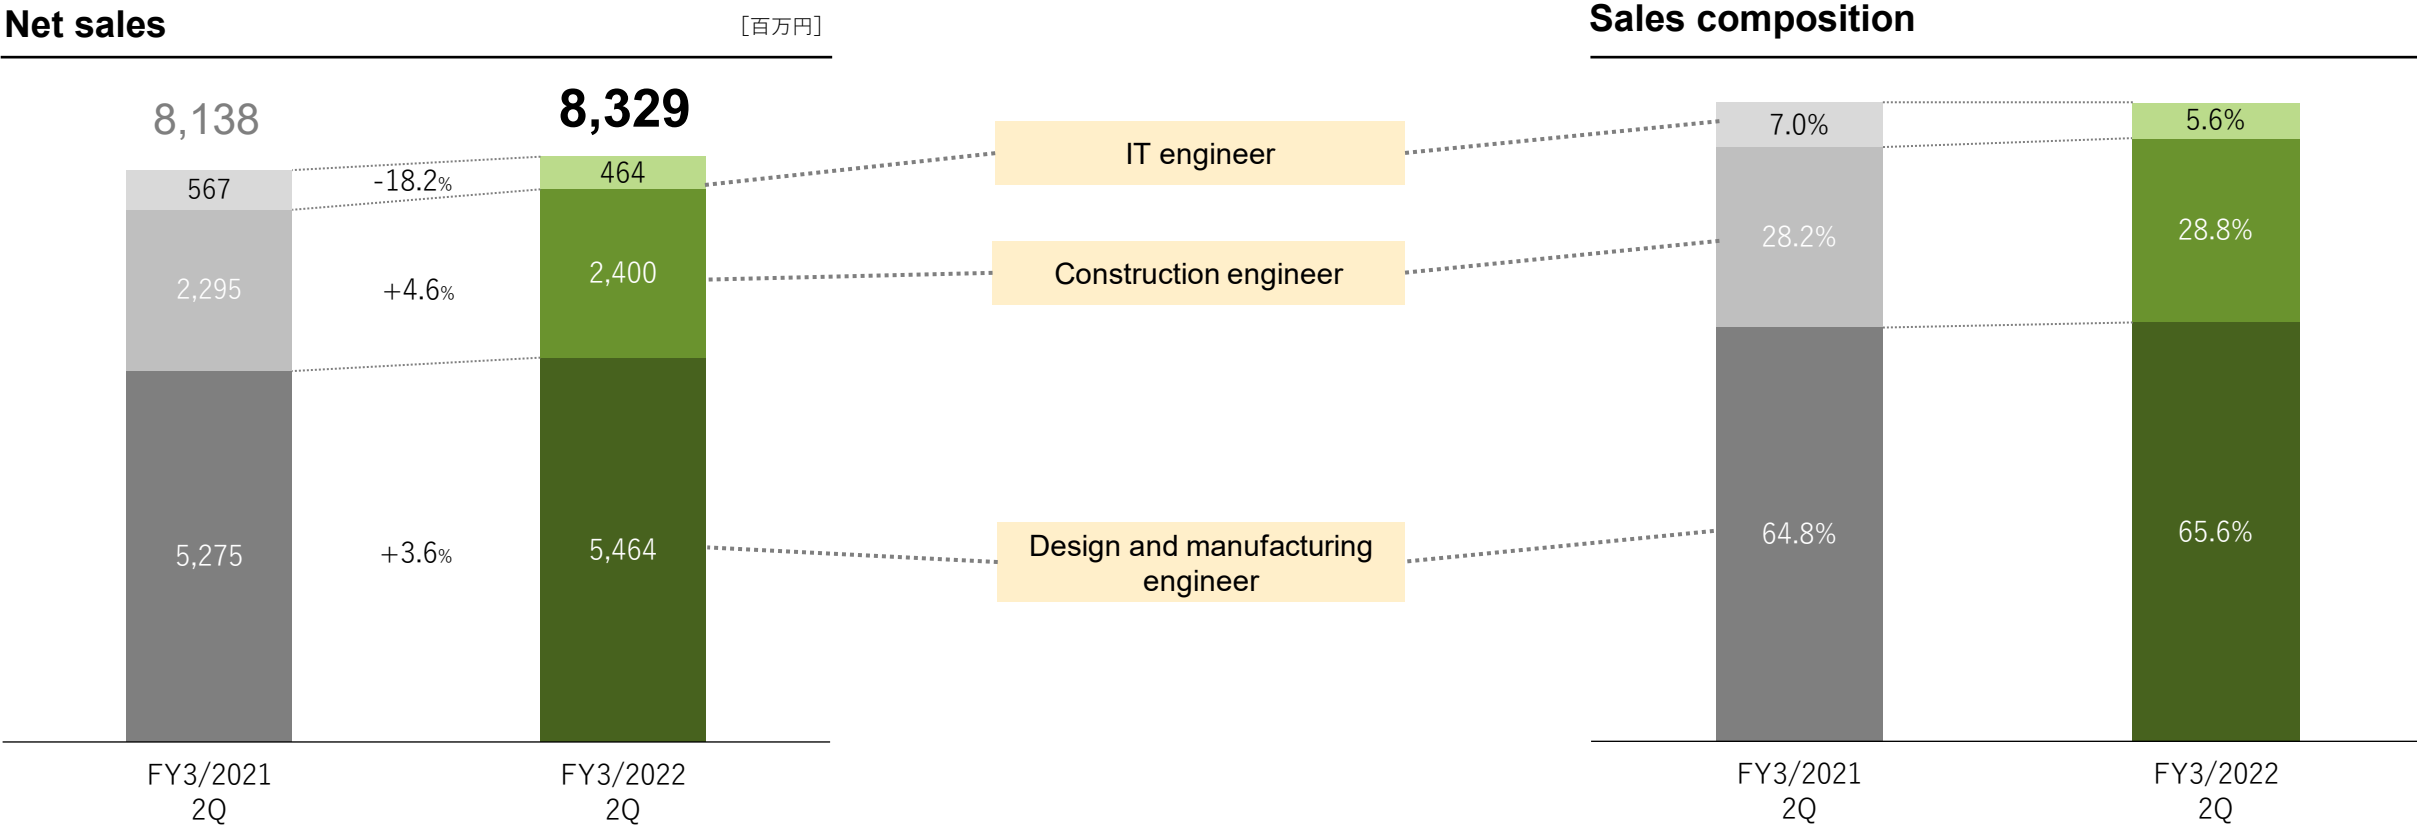 Net sales
[百万円]
8,138
8,329
567
-18.2%
464
2,295
+4.6%
2,400
5,275
+3.6%
5,464
FY3/2021
2Q
FY3/2022
2Q
IT engineer
Construction engineer
Design and manufacturing
engineer
Sales composition
7.0%
5.6%
28.2%
28.8%
64.8%
65.6%
FY3/2021
2Q
FY3/2022
2Q